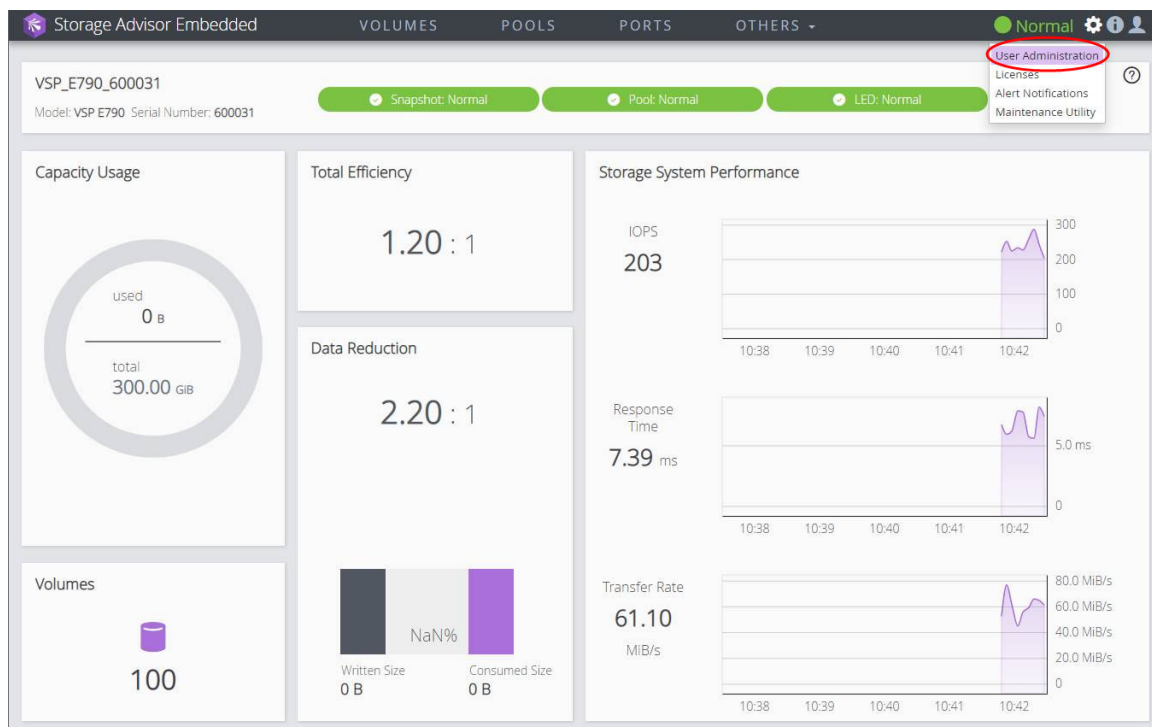 Storage Advisor Embedded
VOLUMES
POOLS
PORTS
OTHERS
Normal
User Administration
Licenses
Alert Notifications
Maintenance Utility
VSP_E790_600031
Model: VSP E790 Serial Number: 600031
Snapshot: Normal
Pool: Normal
LED: Normal
Capacity Usage
used
0 B
total
300.00 GiB
Total Efficiency
1.20 : 1
Data Reduction
2.20 : 1
NaN%
Written Size
0 B
Consumed Size
0 B
Volumes
100
Storage System Performance
IOPS
203
300
200
100
0
10:38 10:39 10:40 10:41 10:42
Response
Time
7.39 ms
5.0 ms
0
10:38 10:39 10:40 10:41 10:42
Transfer Rate
61.10
MiB/s
80.0 MiB/s
60.0 MiB/s
40.0 MiB/s
20.0 MiB/s
0
10:38 10:39 10:40 10:41 10:42